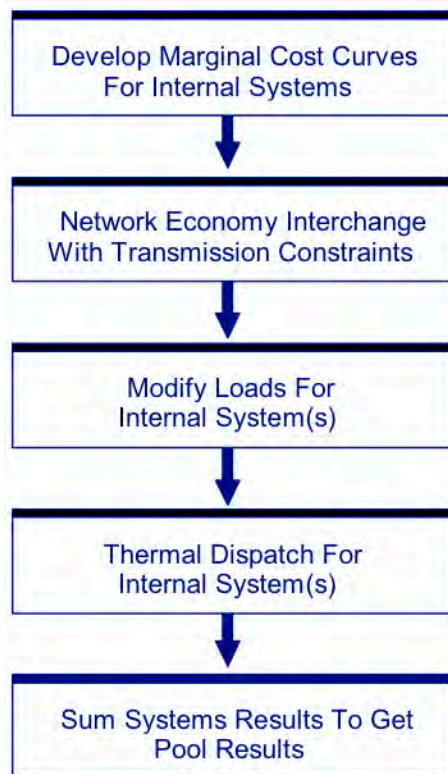 Develop Marginal Cost Curves
For Internal Systems
Network Economy Interchange
With Transmission Constraints
Modify Loads For
Internal System(s)
Thermal Dispatch For
Internal System(s)
Sum Systems Results To Get
Pool Results